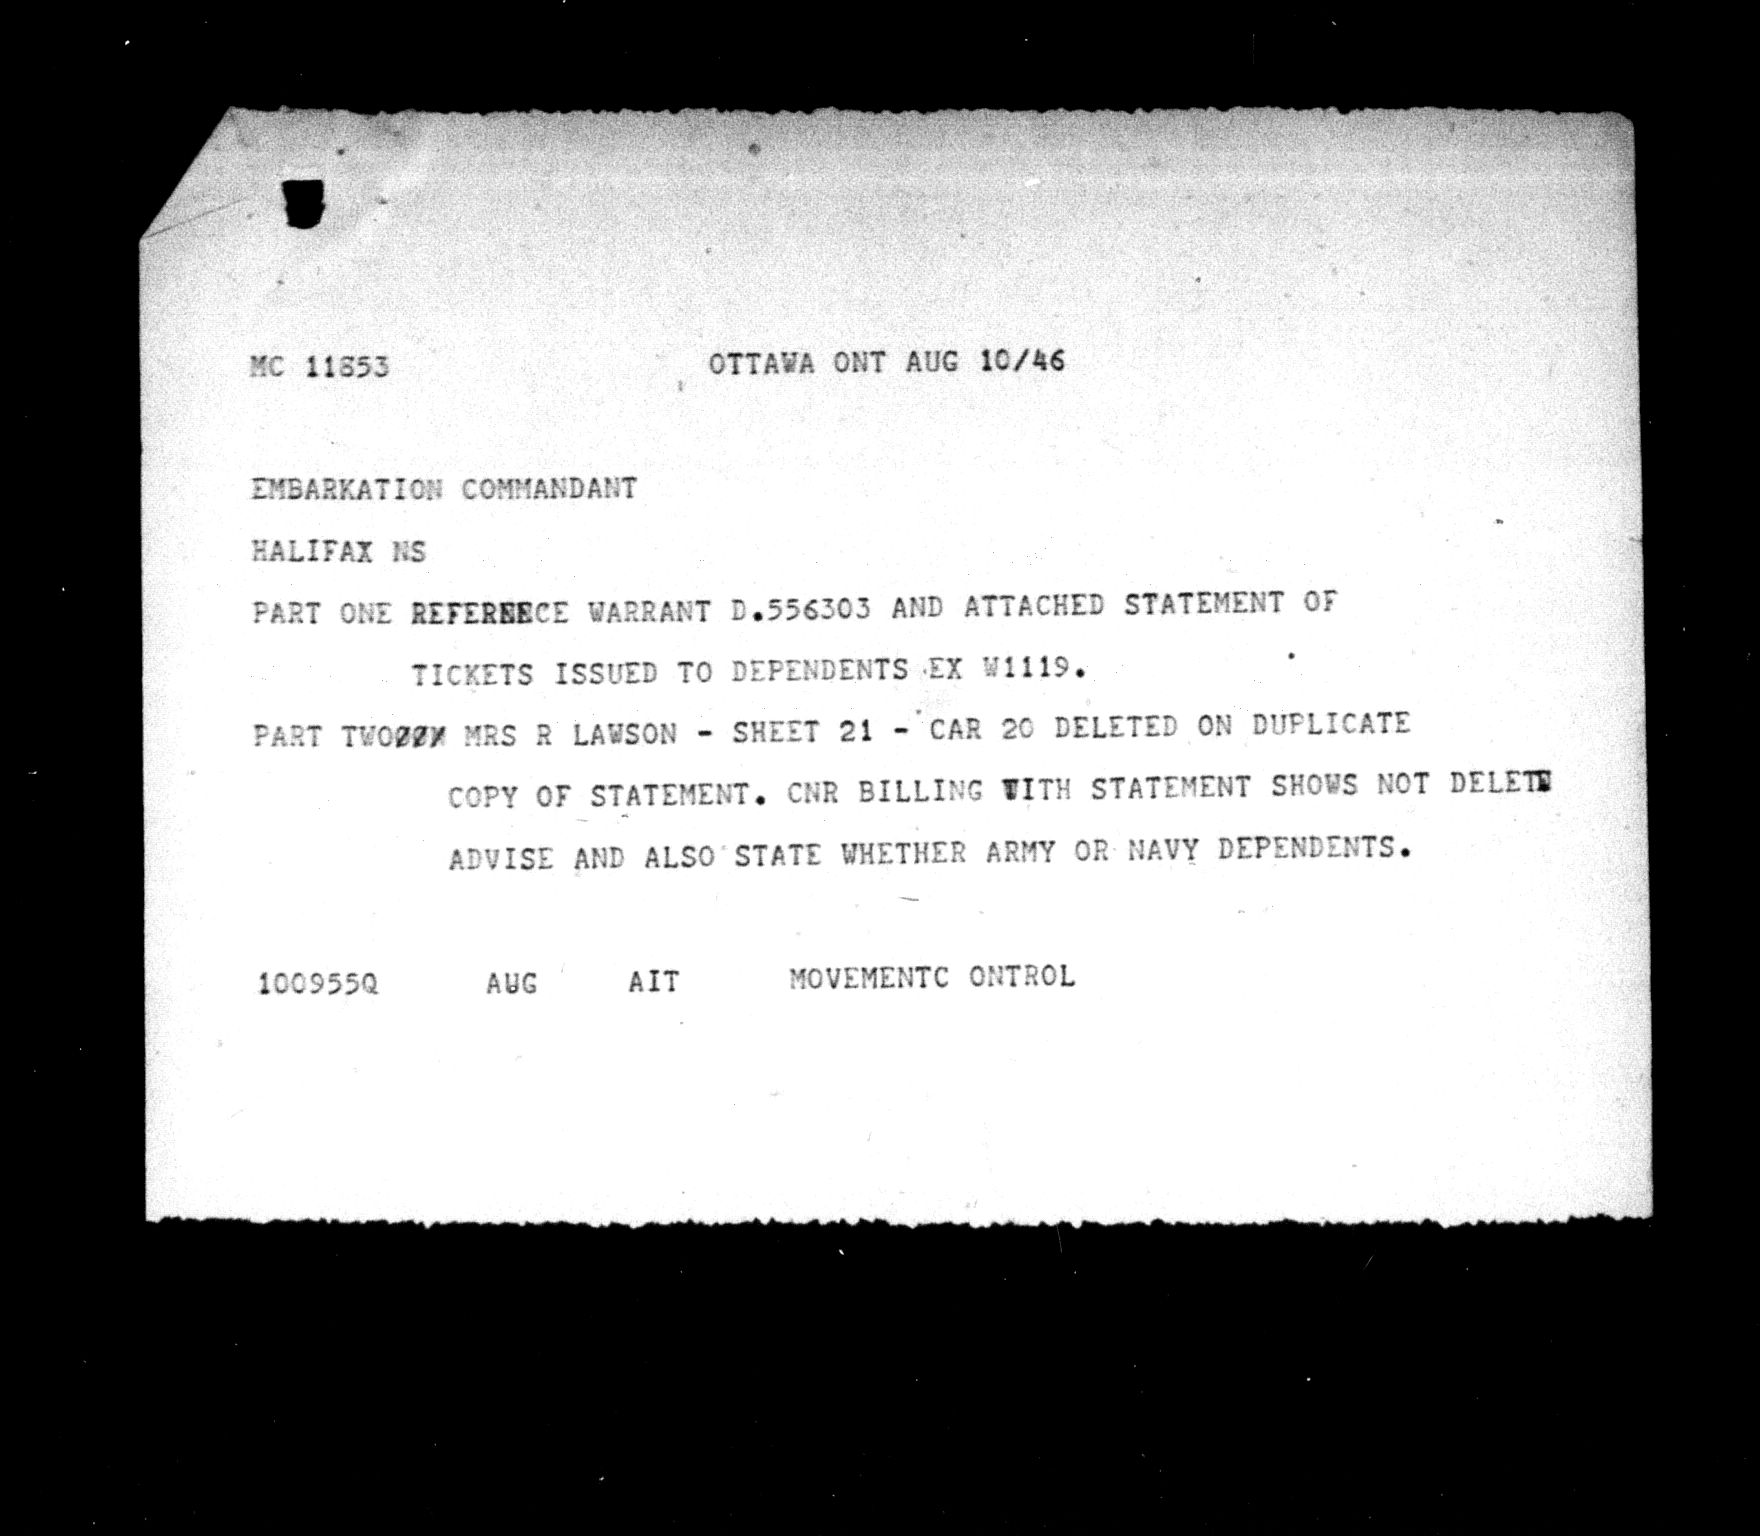 MC 11853 OTTAWA ONT AUG 10/46
EMBARKATION COMMANDANT
HALIFAX NS
PART ONE REFERENCE WARRANT D.556303 AND ATTACHED STATEMENT OF
TICKETS ISSUED TO DEPENDENTS EX W1119.
PART TWO MRS R LAWSON - SHEET 21 - CAR 20 DELETED ON DUPLICATE
COPY OF STATEMENT. CNR BILLING WITH STATEMENT SHOWS NOT DELETE
ADVISE AND ALSO STATE WHETHER ARMY OR NAVY DEPENDENTS.
100955Q AUG AIT MOVEMENTC ONTROL